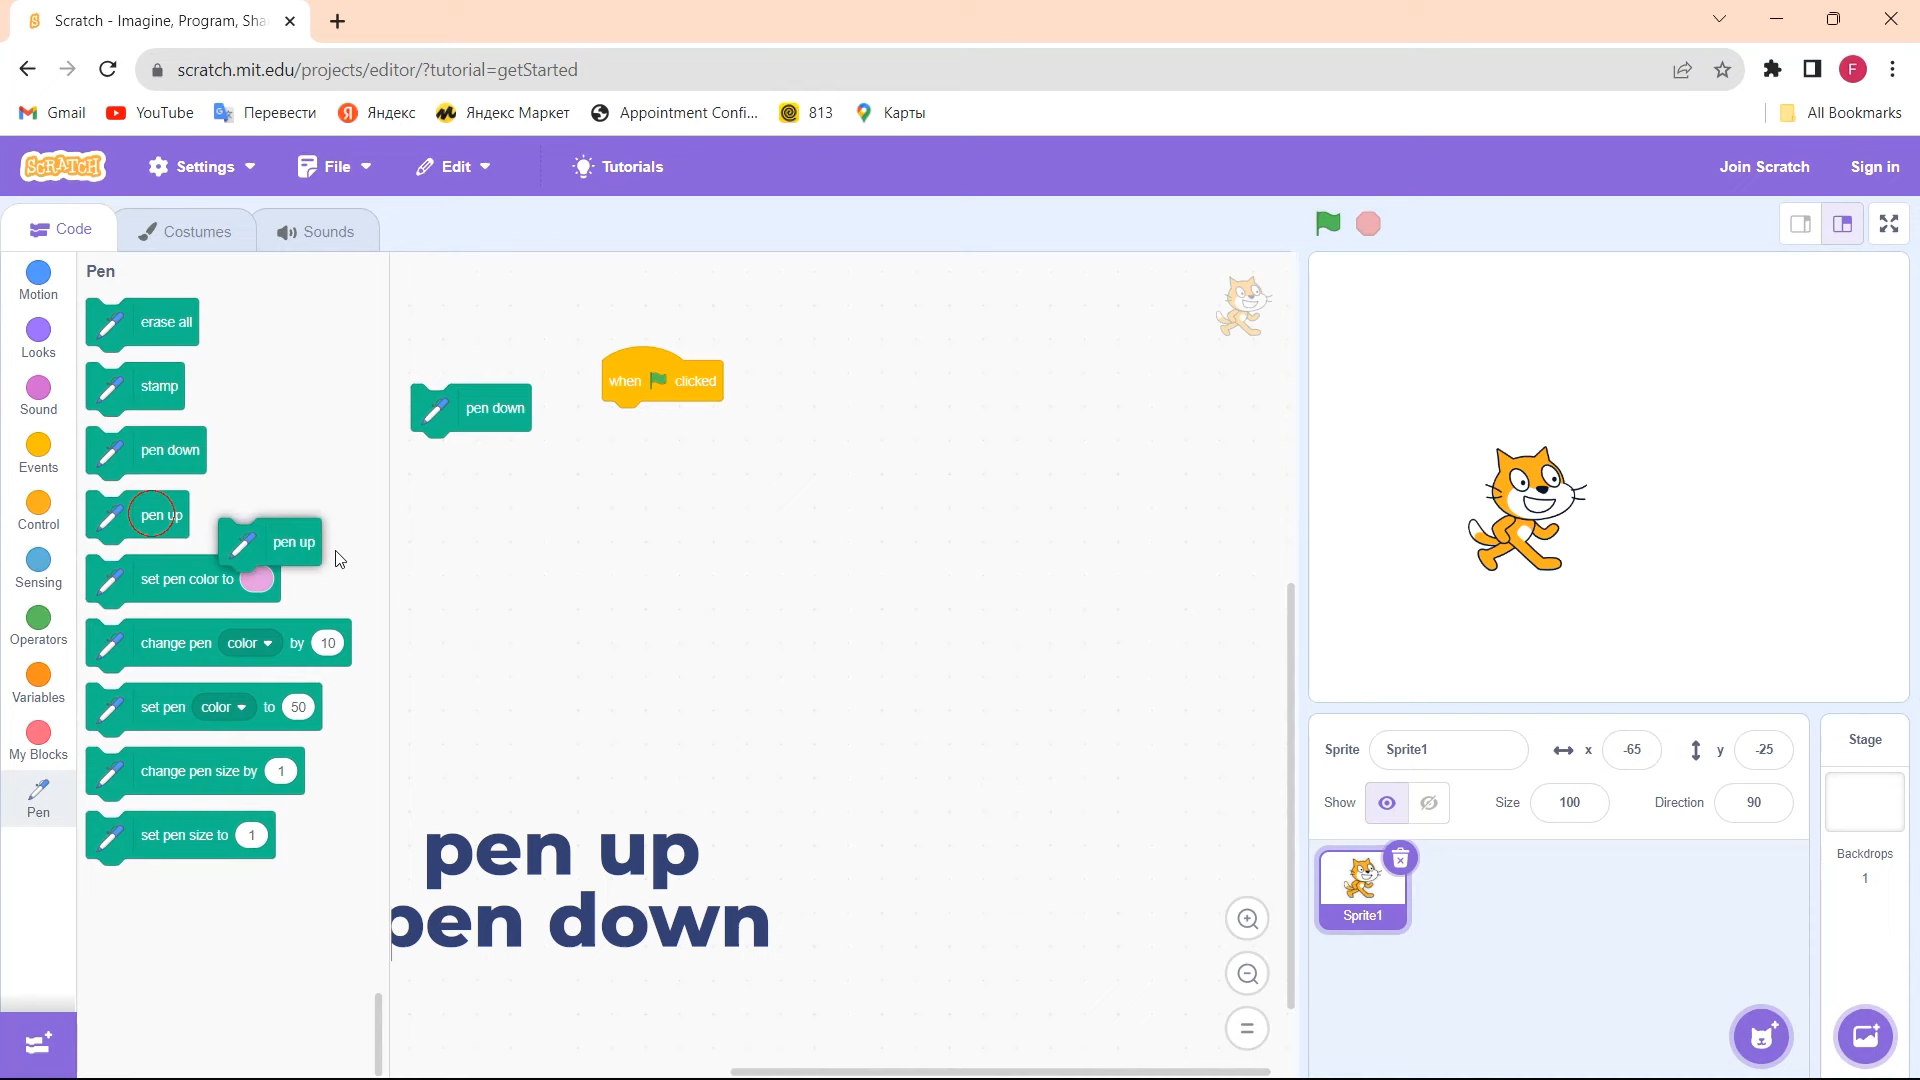 Scratch - Imagine, Program, Sha
scratch.mit.edu/projects/editor/?tutorial=getStarted
F
Gmail
YouTube
Перевести
Яндекс
Яндекс Маркет
Appointment Confi...
813
Карты
All Bookmarks
SCRATCH
Settings
File
Edit
Tutorials
Join Scratch
Sign in
Code
Costumes
Sounds
Motion
Looks
Sound
Events
Control
Sensing
Operators
Variables
My Blocks
Pen
Pen
erase all
stamp
pen down
pen up
pen up
set pen color to
change pen color by 10
set pen color to 50
change pen size by 1
set pen size to 1
pen down
when clicked
pen up
pen down
Sprite Sprite1 x -65 y -25
Show Size 100 Direction 90
Sprite1
Stage
Backdrops
1